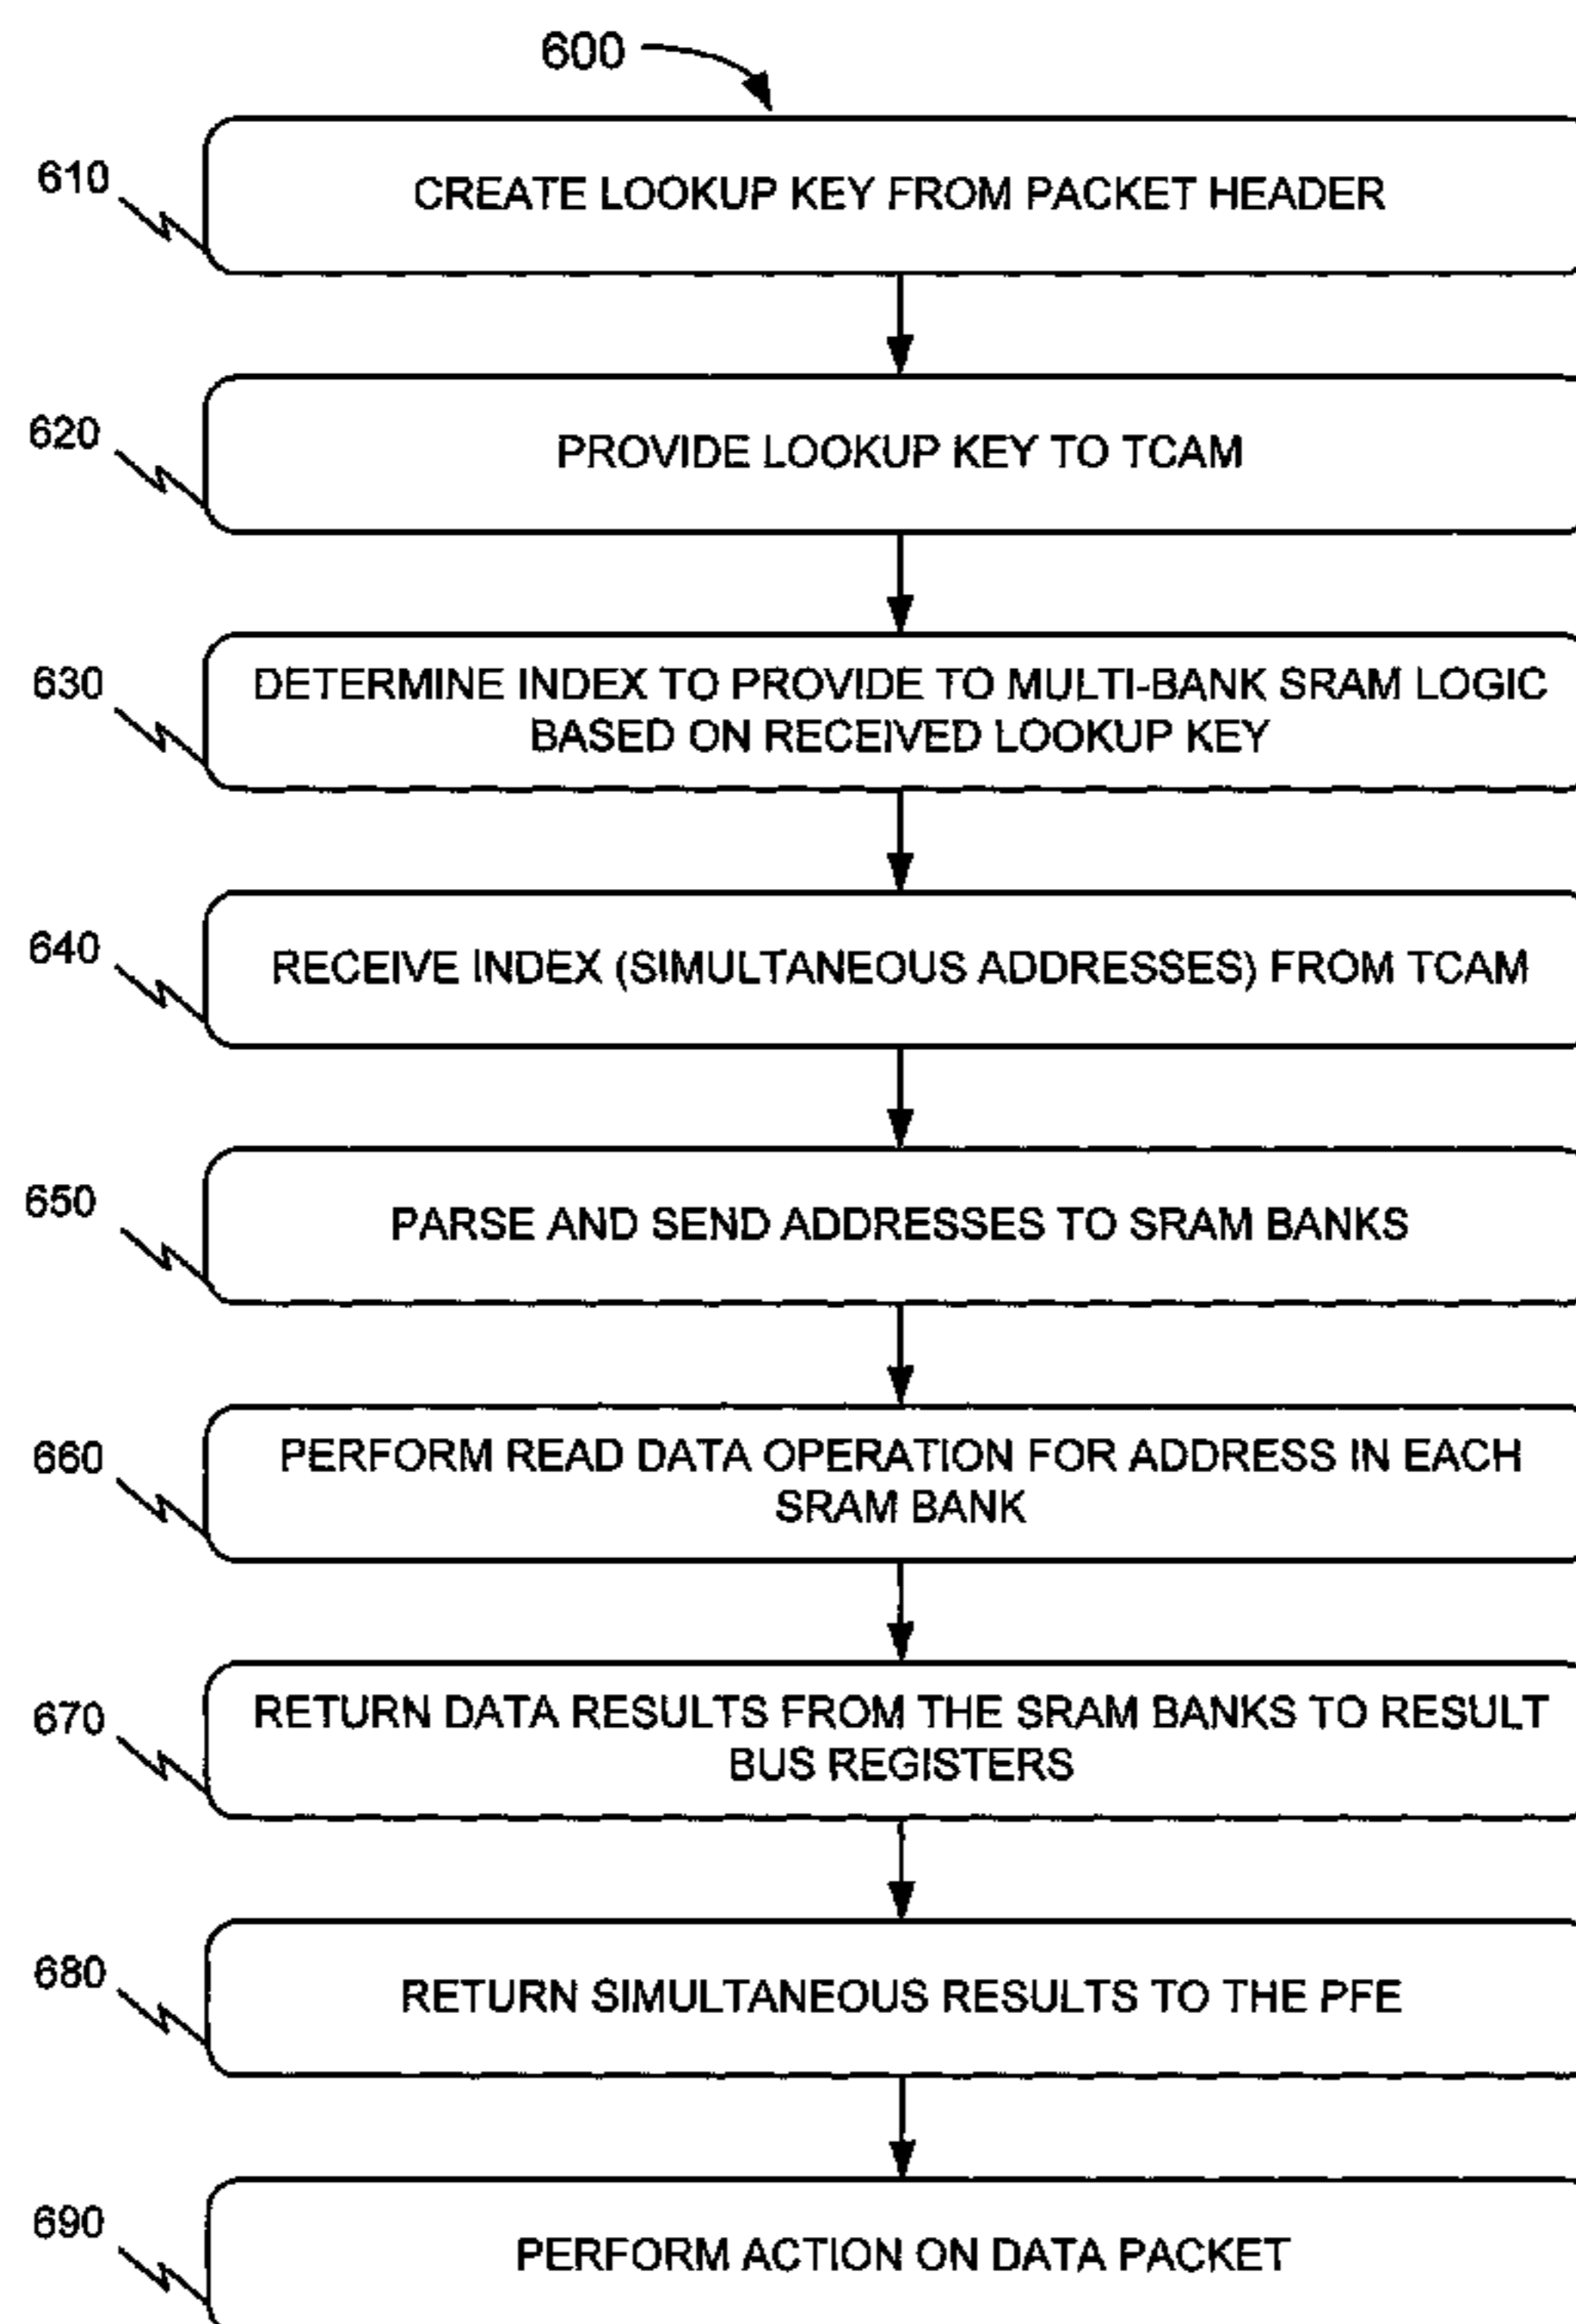 600
610
CREATE LOOKUP KEY FROM PACKET HEADER
620
PROVIDE LOOKUP KEY TO TCAM
630
DETERMINE INDEX TO PROVIDE TO MULTI-BANK SRAM LOGIC
BASED ON RECEIVED LOOKUP KEY
640
RECEIVE INDEX (SIMULTANEOUS ADDRESSES) FROM TCAM
650
PARSE AND SEND ADDRESSES TO SRAM BANKS
660
PERFORM READ DATA OPERATION FOR ADDRESS IN EACH
SRAM BANK
670
RETURN DATA RESULTS FROM THE SRAM BANKS TO RESULT
BUS REGISTERS
680
RETURN SIMULTANEOUS RESULTS TO THE PFE
690
PERFORM ACTION ON DATA PACKET